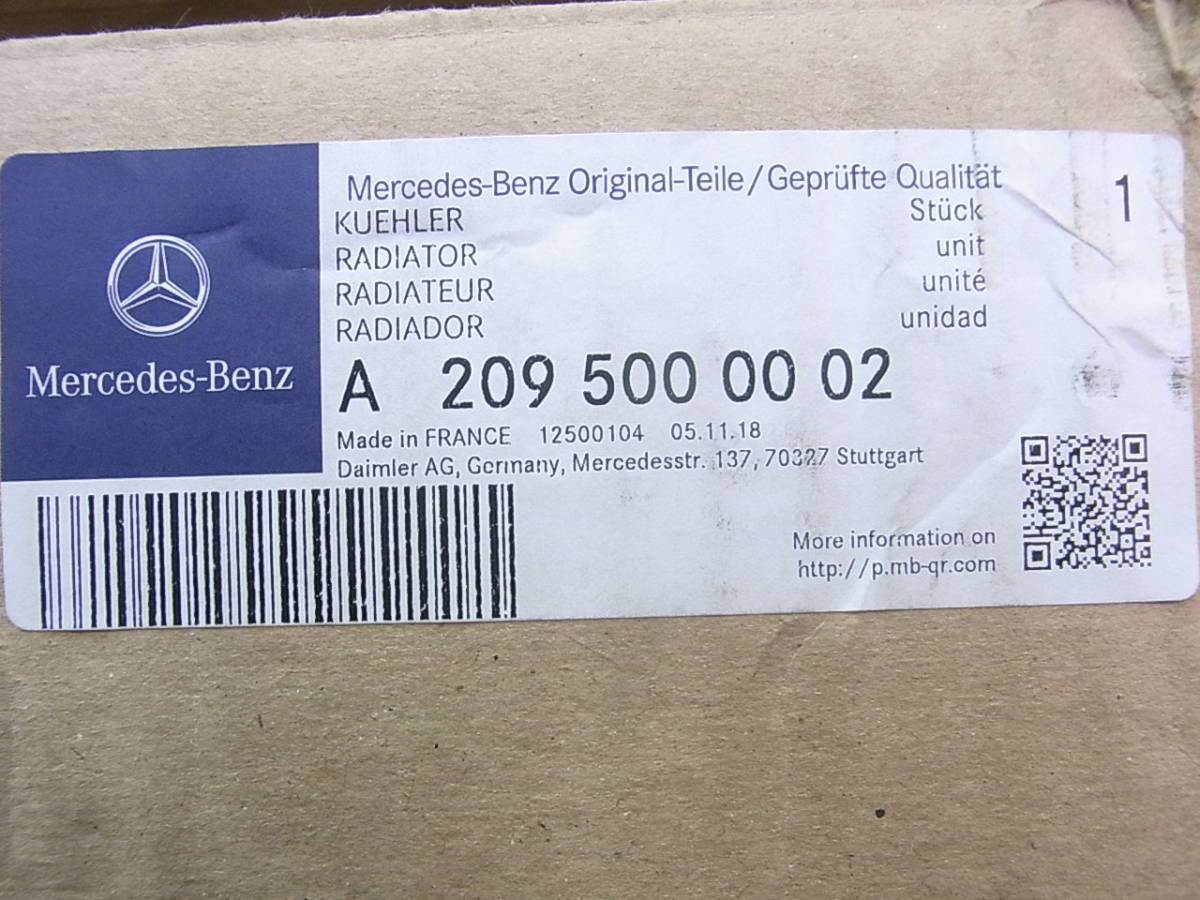 Mercedes-Benz Original-Teile/Geprüfte Qualität
KUEHLER Stück 1
RADIATOR unit
RADIATEUR unité
RADIADOR unidad
Mercedes-Benz
A 209 500 00 02
Made in FRANCE 12500104 05.11.18
Daimler AG, Germany, Mercedesstr. 137, 70327 Stuttgart
More information on
http://p.mb-qr.com